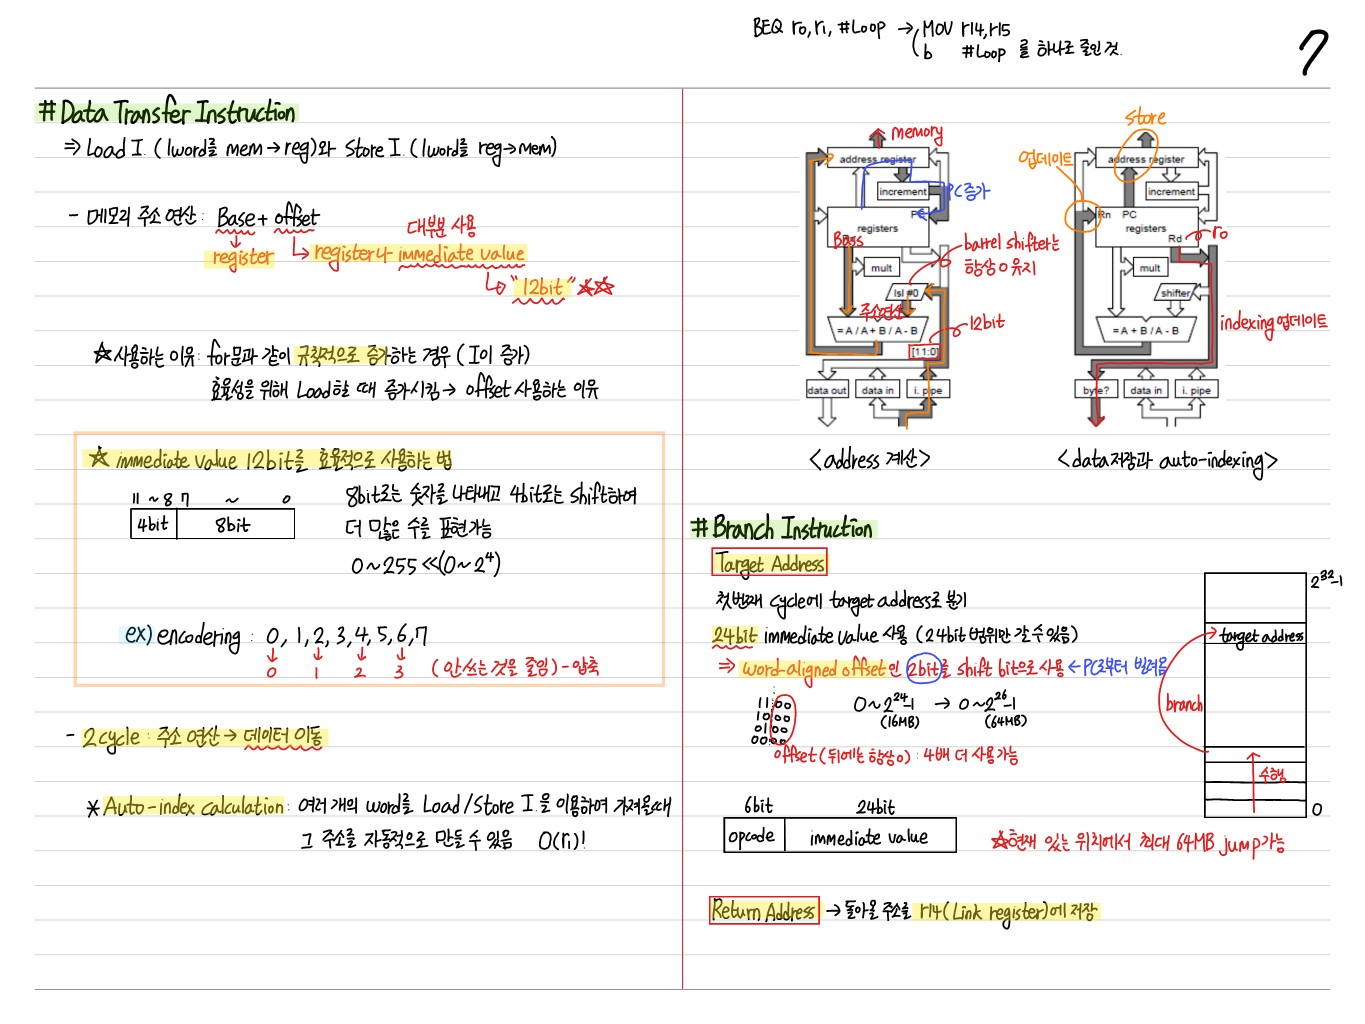 BEQ r0, r1, #Loop → MOV r14, r15
b #Loop 를 하나로 줄인 것.
7
# Data Transfer Instruction
⇒ Load I. (1word를 mem → reg)와 Store I. (1word를 reg → mem)
- 메모리 주소 연산 : Base + offset
대부분 사용
register
register나 immediate value
"12bit" ☆☆
☆사용하는 이유 : for문과 같이 규칙적으로 증가하는 경우 (I이 증가)
효율성을 위해 Load할 때 증가시킴 → offset 사용하는 이유
☆ immediate value 12bit를 효율적으로 사용하는 법
11 ~ 8 7 ~ 0
4bit 8bit
8bit로는 숫자를 나타내고 4bit로는 shift하여
더 많은 수를 표현가능
0 ~ 255 << (0 ~ 2⁴)
ex) encodering : 0, 1, 2, 3, 4, 5, 6, 7
0 1 2 3 (안쓰는 것을 줄임) - 압축
- 2cycle : 주소 연산 → 데이터 이동
* Auto-index calculation : 여러 개의 word를 Load/Store I.을 이용하여 가져올때
그 주소를 자동적으로 만들 수 있음 0(r1)!
memory
address register
increment
PC증가
PC
registers
Bass
mult
barrel shifter는
항상 0 유지
lsl #0
주소연산
= A / A + B / A - B
12bit
[11:0]
data out
data in
i. pipe
<address 계산>
store
업데이트
address register
increment
Rn PC
registers
Rd
r0
mult
shifter
= A + B / A - B
indexing 업데이트
byte?
data in
i. pipe
<data 저장과 auto-indexing>
# Branch Instruction
Target Address
첫번째 cycle에 target address로 분기
24bit immediate value 사용 (24bit 범위만 갈 수 있음)
⇒ word-aligned offset인 2bit를 shift bit으로 사용 ← PC로부터 빌려옴
11 00
10 00
01 00
00 00
0 ~ 2²⁴-1 → 0 ~ 2²⁶-1
(16MB) (64MB)
offset (뒤에는 항상 0) : 4배 더 사용가능
6bit 24bit
opcode immediate value
2³²-1
target address
branch
수행
0
☆현재 있는 위치에서 최대 64MB jump 가능
Return Address → 돌아올 주소를 r14(Link register)에 저장